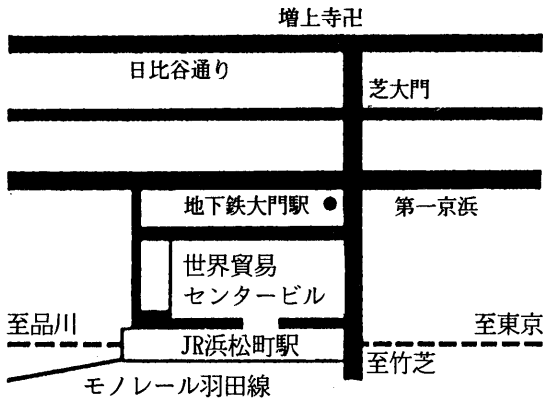 増上寺卍
日比谷通り
芝大門
地下鉄大門駅
第一京浜
世界貿易
センタービル
至品川
至東京
JR浜松町駅
至竹芝
モノレール羽田線